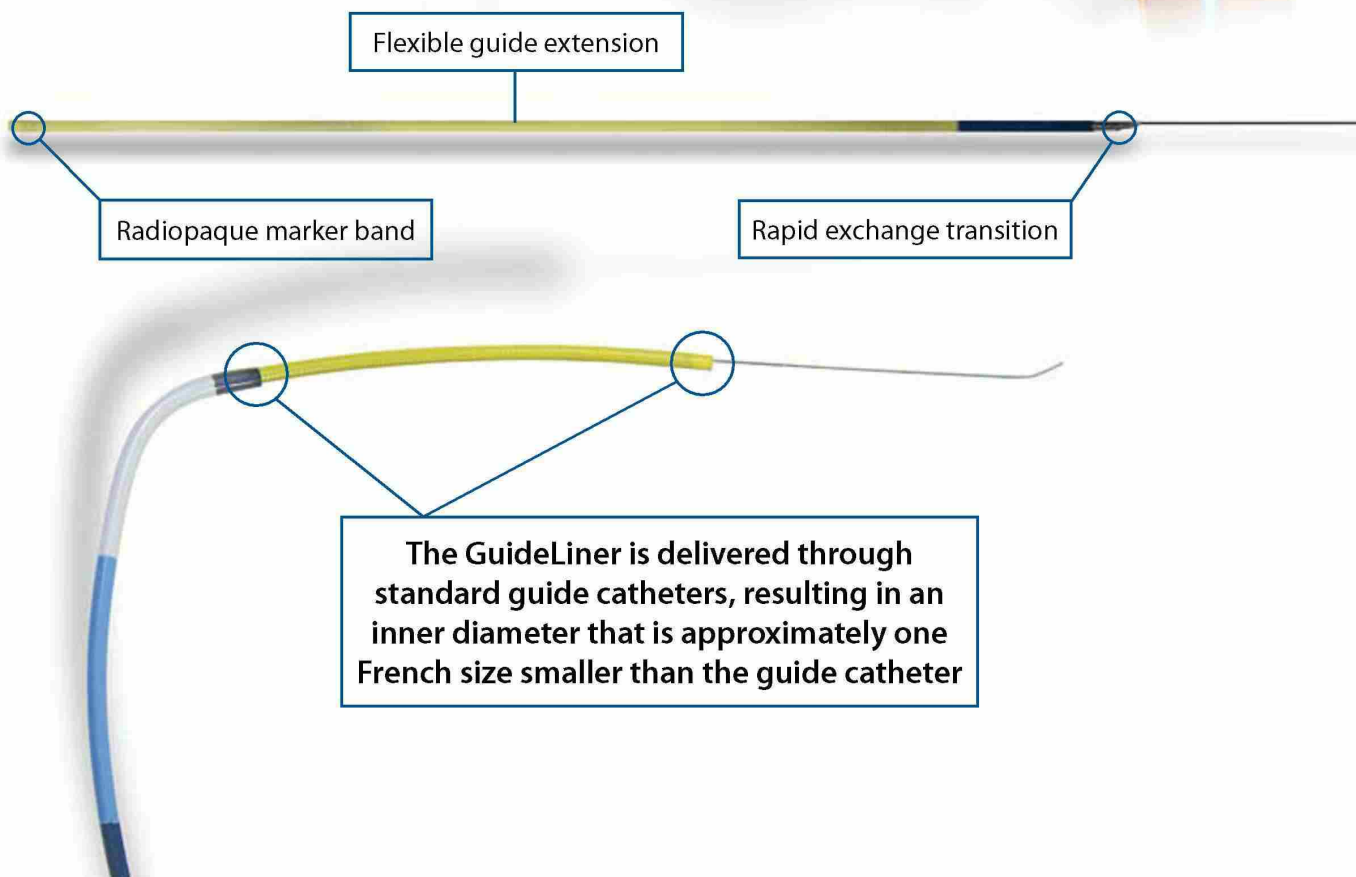 Flexible guide extension
Radiopaque marker band
Rapid exchange transition
The GuideLiner is delivered through
standard guide catheters, resulting in an
inner diameter that is approximately one
French size smaller than the guide catheter